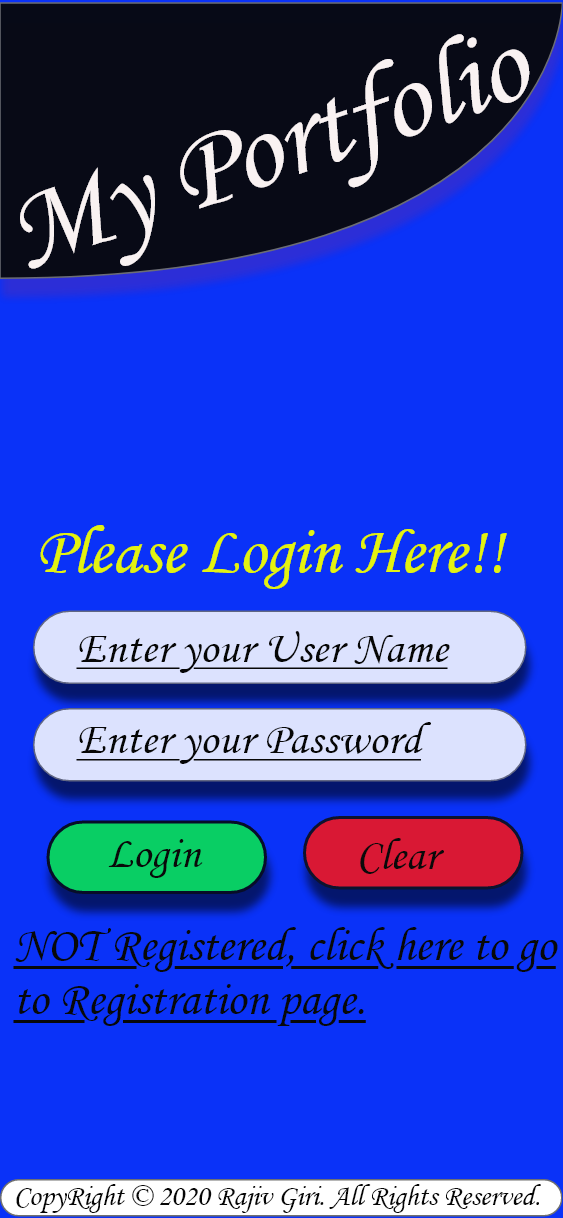 My Portfolio
Please Login Here!!
Enter your User Name
Enter your Password
Login
Clear
NOT Registered, click here to go
to Registration page.
CopyRight © 2020 Rajiv Giri. All Rights Reserved.